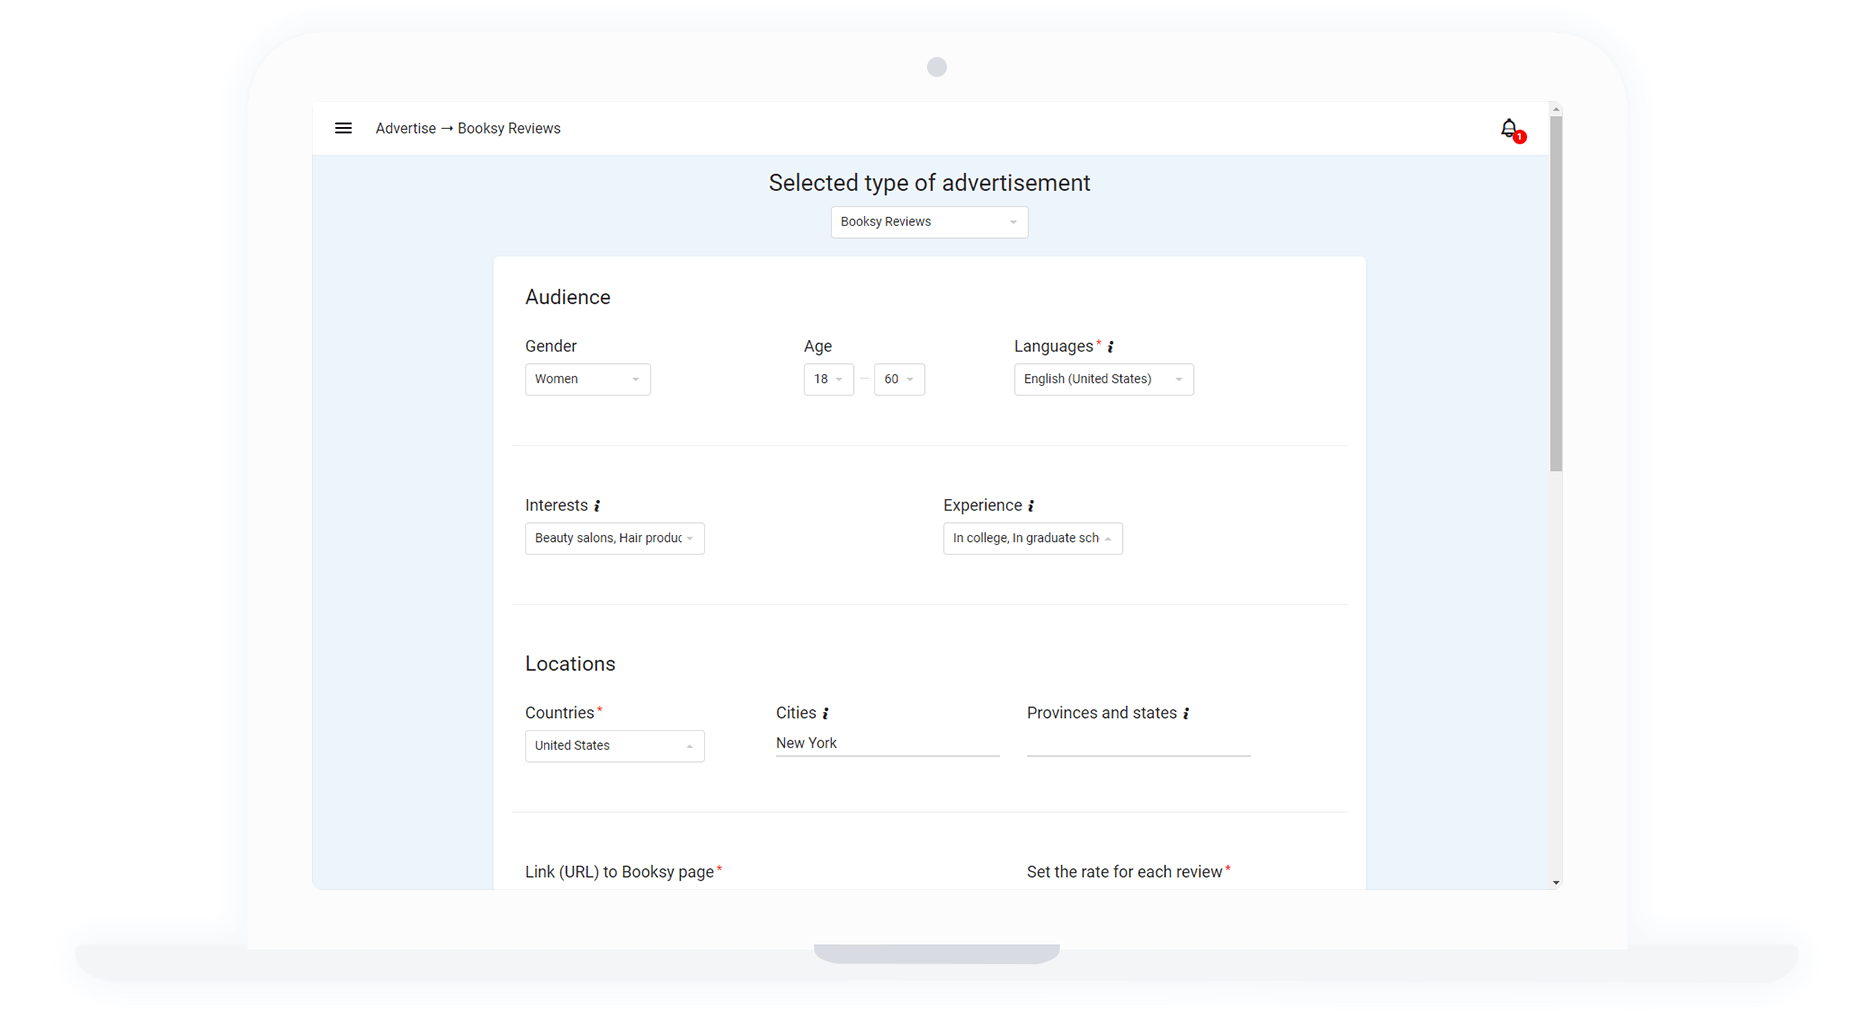 Advertise → Booksy Reviews
1
Selected type of advertisement
Booksy Reviews
Audience
Gender
Age
Languages* i
Women
18 – 60
English (United States)
Interests i
Experience i
Beauty salons, Hair produc
In college, In graduate sch
Locations
Countries*
Cities i
Provinces and states i
United States
New York
Link (URL) to Booksy page*
Set the rate for each review*